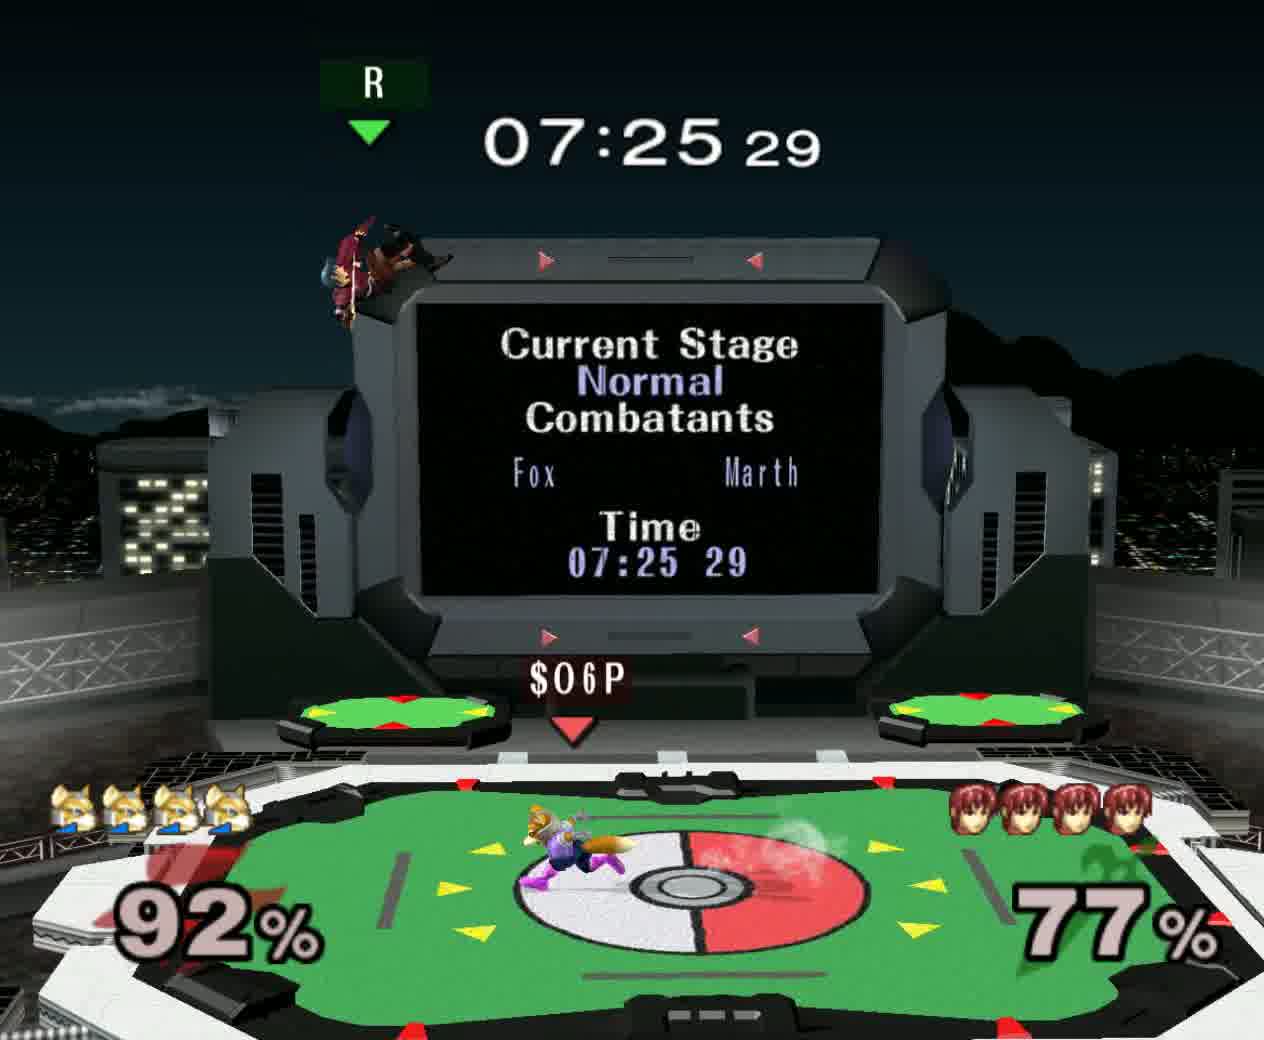 R
07:25 29
Current Stage
Normal
Combatants
Fox Marth
Time
07:25 29
$06P
92%
77%